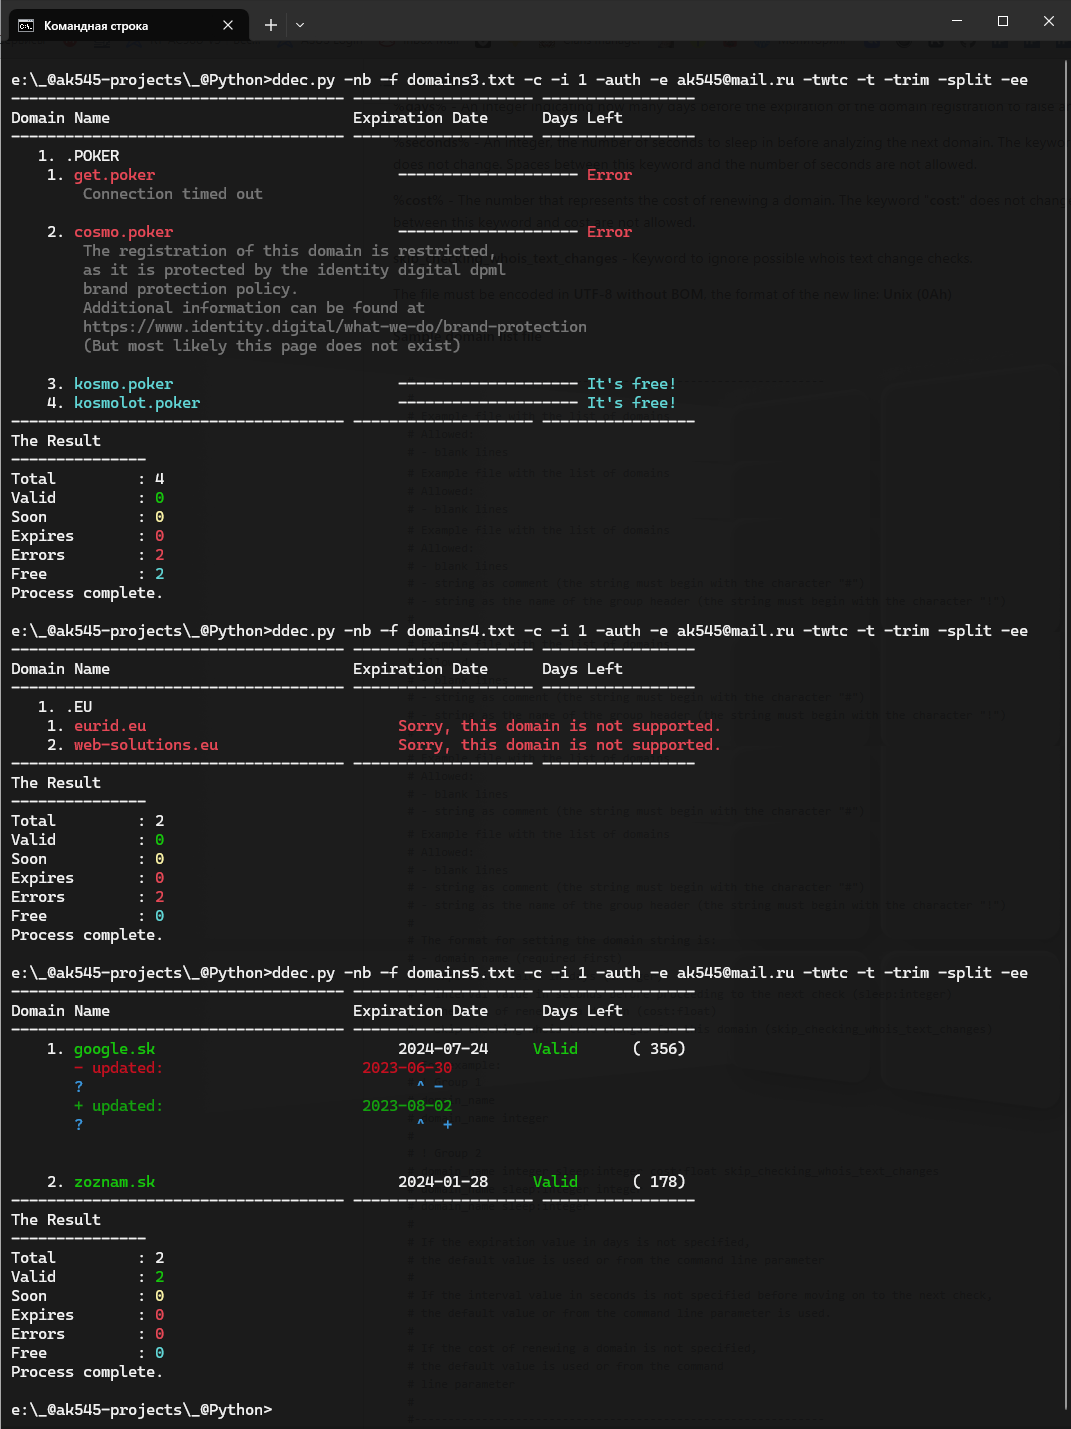 Командная строка
e:\_@ak545-projects\_@Python>ddec.py -nb -f domains3.txt -c -i 1 -auth -e ak545@mail.ru -twtc -t -trim -split -ee
------------------------------------- -------------------- -----------------
Domain Name Expiration Date Days Left
------------------------------------- -------------------- -----------------
1. .POKER
1. get.poker -------------------- Error
Connection timed out
2. cosmo.poker -------------------- Error
The registration of this domain is restricted,
as it is protected by the identity digital dpml
brand protection policy.
Additional information can be found at
https://www.identity.digital/what-we-do/brand-protection
(But most likely this page does not exist)
3. kosmo.poker -------------------- It's free!
4. kosmolot.poker -------------------- It's free!
------------------------------------- -------------------- -----------------
The Result
---------------
Total : 4
Valid : 0
Soon : 0
Expires : 0
Errors : 2
Free : 2
Process complete.
e:\_@ak545-projects\_@Python>ddec.py -nb -f domains4.txt -c -i 1 -auth -e ak545@mail.ru -twtc -t -trim -split -ee
------------------------------------- -------------------- -----------------
Domain Name Expiration Date Days Left
------------------------------------- -------------------- -----------------
1. .EU
1. eurid.eu Sorry, this domain is not supported.
2. web-solutions.eu Sorry, this domain is not supported.
------------------------------------- -------------------- -----------------
The Result
---------------
Total : 2
Valid : 0
Soon : 0
Expires : 0
Errors : 2
Free : 0
Process complete.
e:\_@ak545-projects\_@Python>ddec.py -nb -f domains5.txt -c -i 1 -auth -e ak545@mail.ru -twtc -t -trim -split -ee
------------------------------------- -------------------- -----------------
Domain Name Expiration Date Days Left
------------------------------------- -------------------- -----------------
1. google.sk 2024-07-24 Valid ( 356)
- updated: 2023-06-30
? ^ -
+ updated: 2023-08-02
? ^ +
2. zoznam.sk 2024-01-28 Valid ( 178)
------------------------------------- -------------------- -----------------
The Result
---------------
Total : 2
Valid : 2
Soon : 0
Expires : 0
Errors : 0
Free : 0
Process complete.
e:\_@ak545-projects\_@Python>